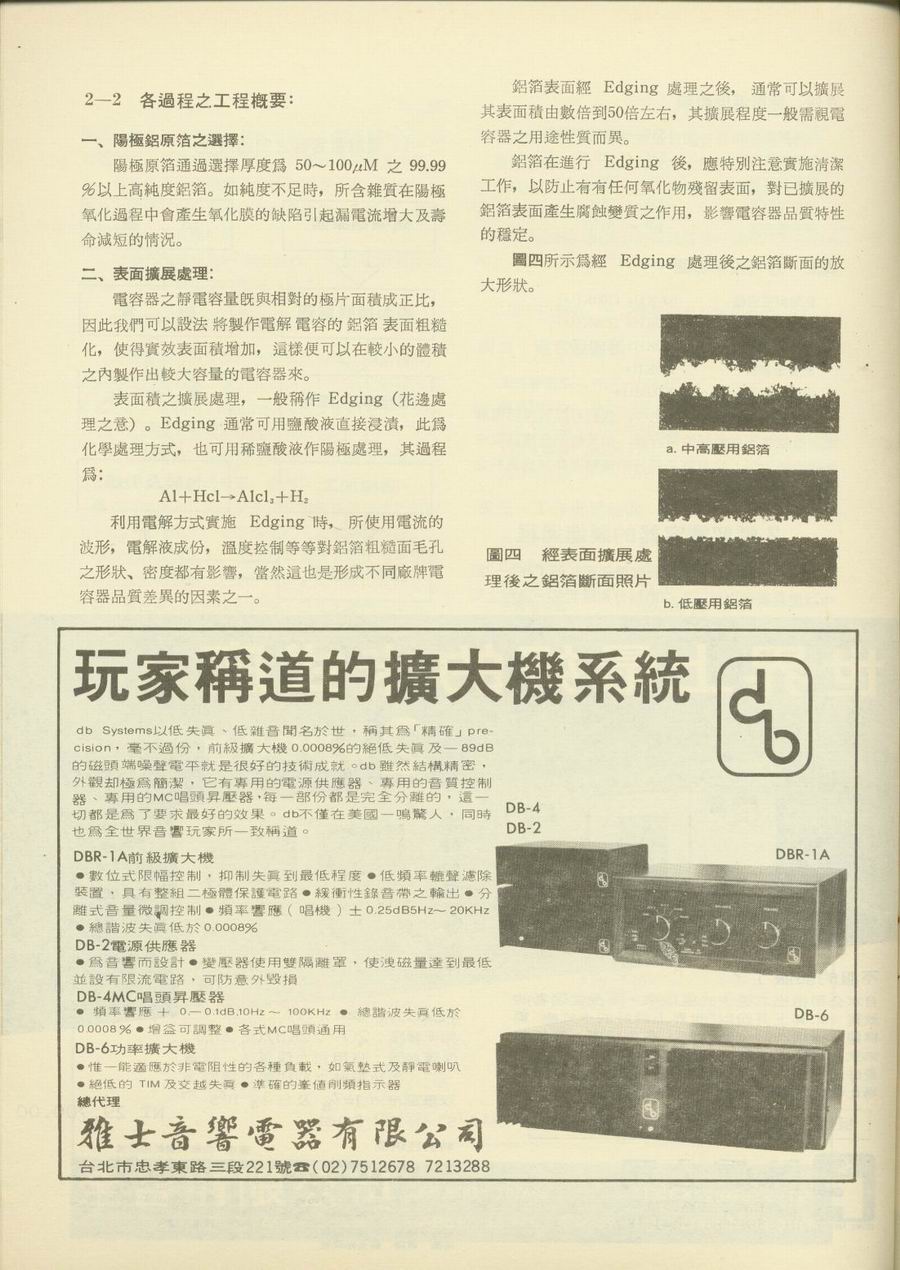 2—2 各過程之工程概要：
一、陽極鋁原箔之選擇：
陽極原箔通過選擇厚度爲 50～100μM 之 99.99
％以上高純度鋁箔。如純度不足時，所含雜質在陽極
氧化過程中會產生氧化膜的缺陷引起漏電流增大及壽
命減短的情況。
二、表面擴展處理：
電容器之靜電容量既與相對的極片面積成正比，
因此我們可以設法 將製作電解 電容的 鋁箔 表面粗糙
化，使得實效表面積增加，這樣便可以在較小的體積
之內製作出較大容量的電容器來。
表面積之擴展處理，一般稱作 Edging（花邊處
理之意）。Edging 通常可用鹽酸液直接浸漬，此爲
化學處理方式，也可用稀鹽酸液作陽極處理，其過程
爲：
Al＋Hcl→Alcl₂＋H₂
利用電解方式實施 Edging 時， 所使用電流的
波形，電解液成份，溫度控制等等對鋁箔粗糙面毛孔
之形狀、密度都有影響，當然這也是形成不同廠牌電
容器品質差異的因素之一。
鋁箔表面經 Edging 處理之後， 通常可以擴展
其表面積由數倍到50倍左右，其擴展程度一般需視電
容器之用途性質而異。
鋁箔在進行 Edging 後，應特別注意實施清潔
工作，以防止有有任何氧化物殘留表面，對已擴展的
鋁箔表面產生腐蝕變質之作用，影響電容器品質特性
的穩定。
圖四所示爲經 Edging 處理後之鋁箔斷面的放
大形狀。
a. 中高壓用鋁箔
圖四 經表面擴展處
理後之鋁箔斷面照片
b. 低壓用鋁箔
玩家稱道的擴大機系統
db
db Systems以低失眞、低雜音聞名於世，稱其爲「精確」pre-
cision，毫不過份，前級擴大機0.0008%的絕低失眞及—89dB
的磁頭端噪聲電平就是很好的技術成就。db 雖然結構精密，
外觀却極爲簡潔，它有專用的電源供應器、專用的音質控制
器、專用的MC唱頭昇壓器，每一部份都是完全分離的，這一
切都是爲了要求最好的效果。db不僅在美國一鳴驚人，同時
也爲全世界音響玩家所一致稱道。
DBR-1A前級擴大機
●數位式限幅控制，抑制失眞到最低程度●低頻率轆聲濾除
裝置，具有整組二極體保護電路●緩衝性錄音帶之輸出●分
離式音量微調控制●頻率響應（唱機）士0.25dB5Hz～20KHz
●總諧波失眞低於0.0008%
DB-2電源供應器
●爲音響而設計●變壓器使用雙隔離罩，使洩磁量達到最低
並設有限流電路，可防意外毀損
DB-4MC唱頭昇壓器
● 頻率響應 ＋ 0.—0.1dB,10Hz ～ 100KHz ● 總諧波失眞低於
0.0008%●增益可調整●各式MC唱頭通用
DB-6功率擴大機
●惟一能適應於非電阻性的各種負載，如氣墊式及靜電喇叭
●絕低的 TIM 及交越失眞●準確的峯值削頻指示器
總代理
雅士音響電器有限公司
台北市忠孝東路三段221號☎(02)7512678 7213288
DB-4
DB-2
DBR-1A
DB-6